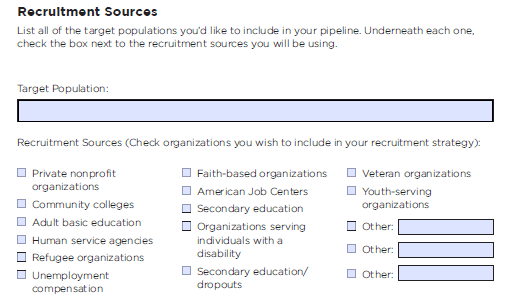 Recruitment Sources
List all of the target populations you'd like to include in your pipeline. Underneath each one,
check the box next to the recruitment sources you will be using.
Target Population:
Recruitment Sources (Check organizations you wish to include in your recruitment strategy):
Private nonprofit
organizations
Community colleges
Adult basic education
Human service agencies
Refugee organizations
Unemployment
compensation
Faith-based organizations
American Job Centers
Secondary education
Organizations serving
individuals with a
disability
Secondary education/
dropouts
Veteran organizations
Youth-serving
organizations
Other:
Other:
Other: